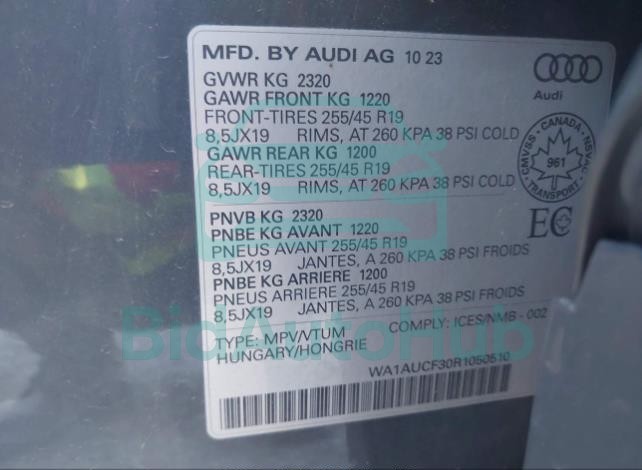 MFD. BY AUDI AG 10 23
GVWR KG 2320
GAWR FRONT KG 1220
FRONT-TIRES 255/45 R19
8,5JX19 RIMS, AT 260 KPA 38 PSI COLD
GAWR REAR KG 1200
REAR-TIRES 255/45 R19
8,5JX19 RIMS, AT 260 KPA 38 PSI COLD
Audi
CMVSS - CANADA - NSVAC
961
TRANSPORT
PNVB KG 2320
PNBE KG AVANT 1220
PNEUS AVANT 255/45 R19
8,5JX19 JANTES, A 260 KPA 38 PSI FROIDS
PNBE KG ARRIERE 1200
PNEUS ARRIERE 255/45 R19
8,5JX19 JANTES, A 260 KPA 38 PSI FROIDS
EC
TYPE: MPV/VTUM COMPLY: ICES/NMB - 002
HUNGARY/HONGRIE
WA1AUCF30R1050510
BidAutoHub